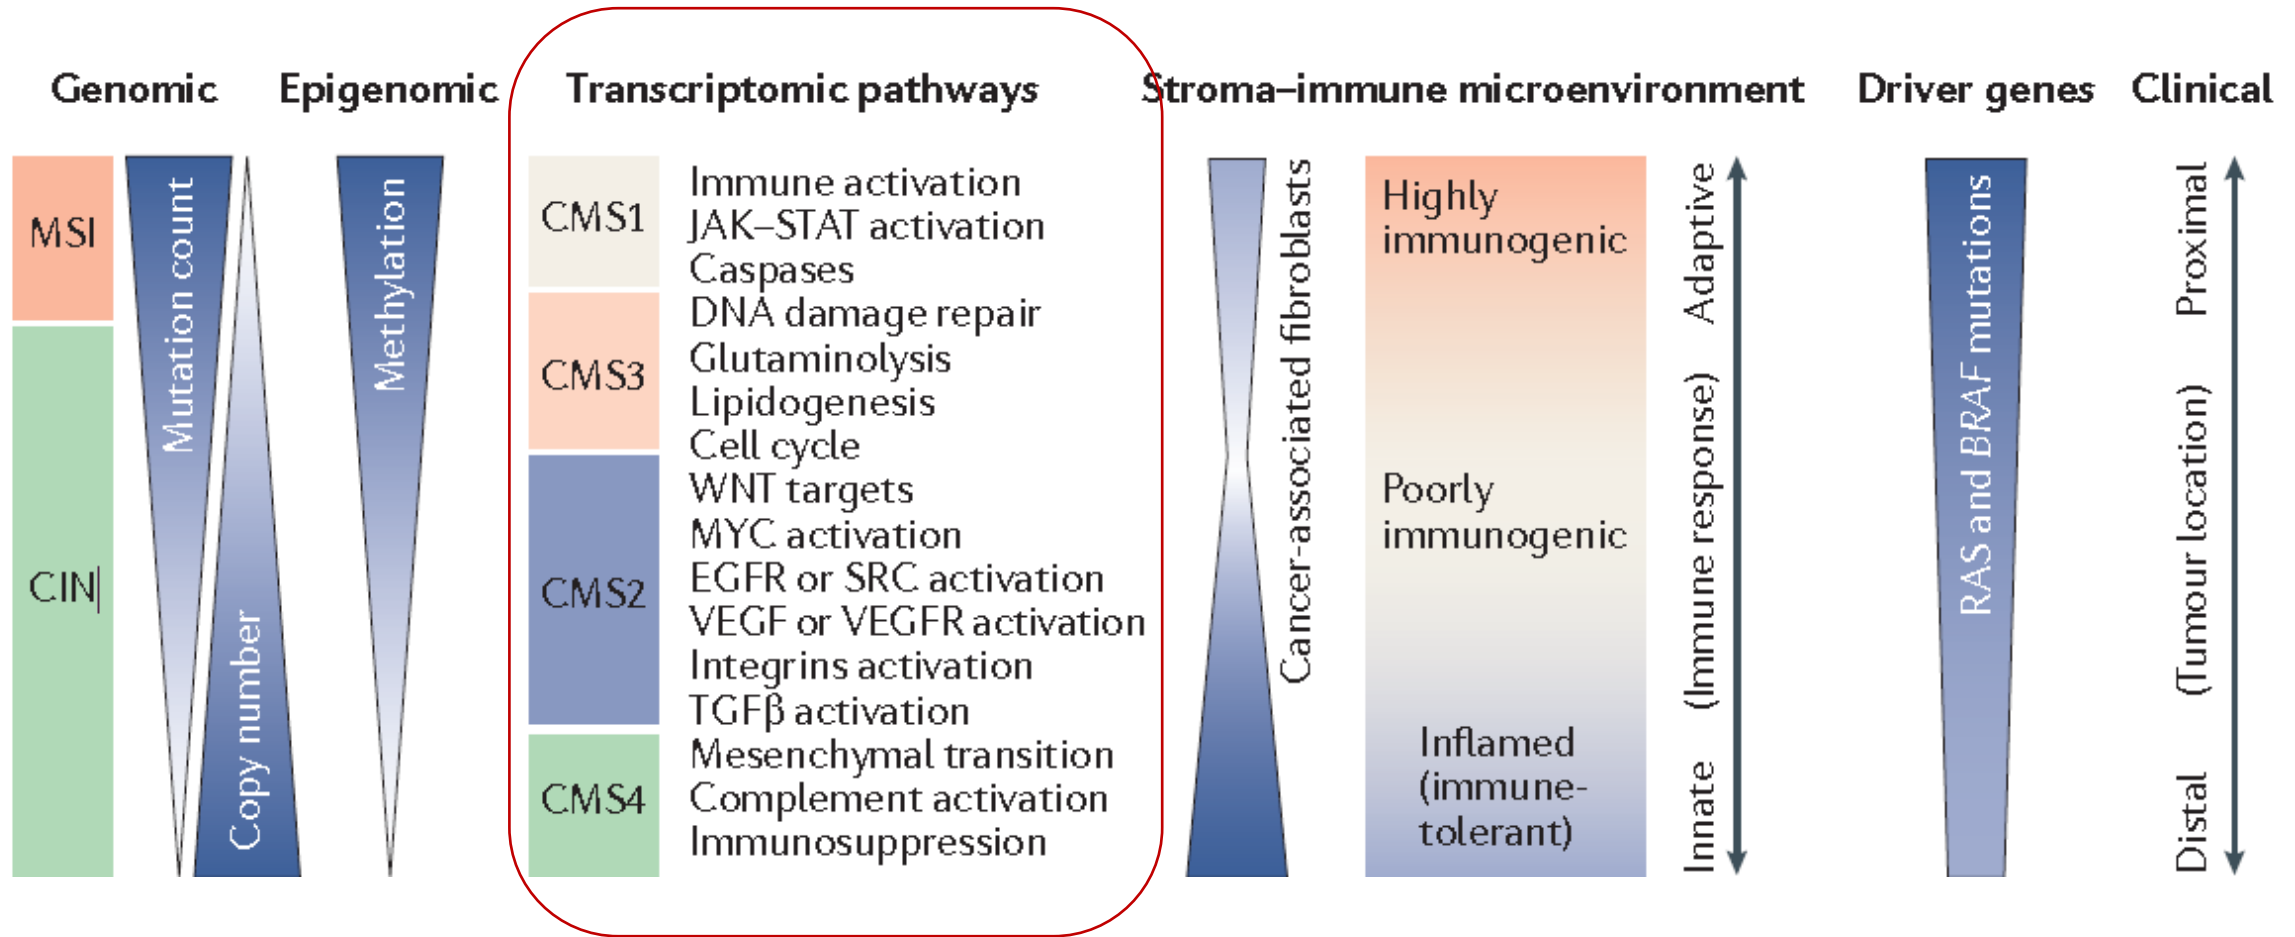 Genomic
Epigenomic
Transcriptomic pathways
Stroma–immune microenvironment
Driver genes
Clinical
MSI
CIN
Mutation count
Copy number
Methylation
CMS1
CMS3
CMS2
CMS4
Immune activation
JAK–STAT activation
Caspases
DNA damage repair
Glutaminolysis
Lipidogenesis
Cell cycle
WNT targets
MYC activation
EGFR or SRC activation
VEGF or VEGFR activation
Integrins activation
TGFβ activation
Mesenchymal transition
Complement activation
Immunosuppression
Cancer-associated fibroblasts
Highly
immunogenic
Poorly
immunogenic
Inflamed
(immune-
tolerant)
Innate (Immune response) Adaptive
RAS and BRAF mutations
Distal (Tumour location) Proximal